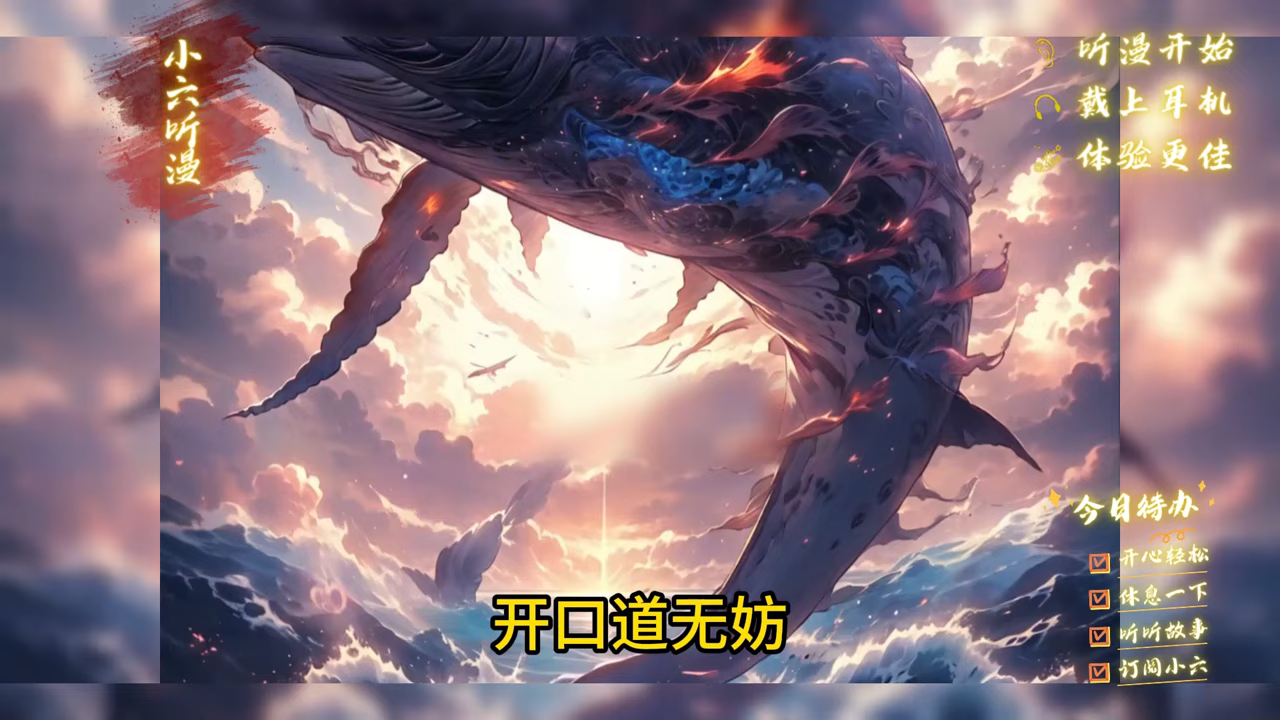 小六听漫
听漫开始
戴上耳机
体验更佳
今日待办
开心轻松
休息一下
听听故事
订阅小六
开口道无妨